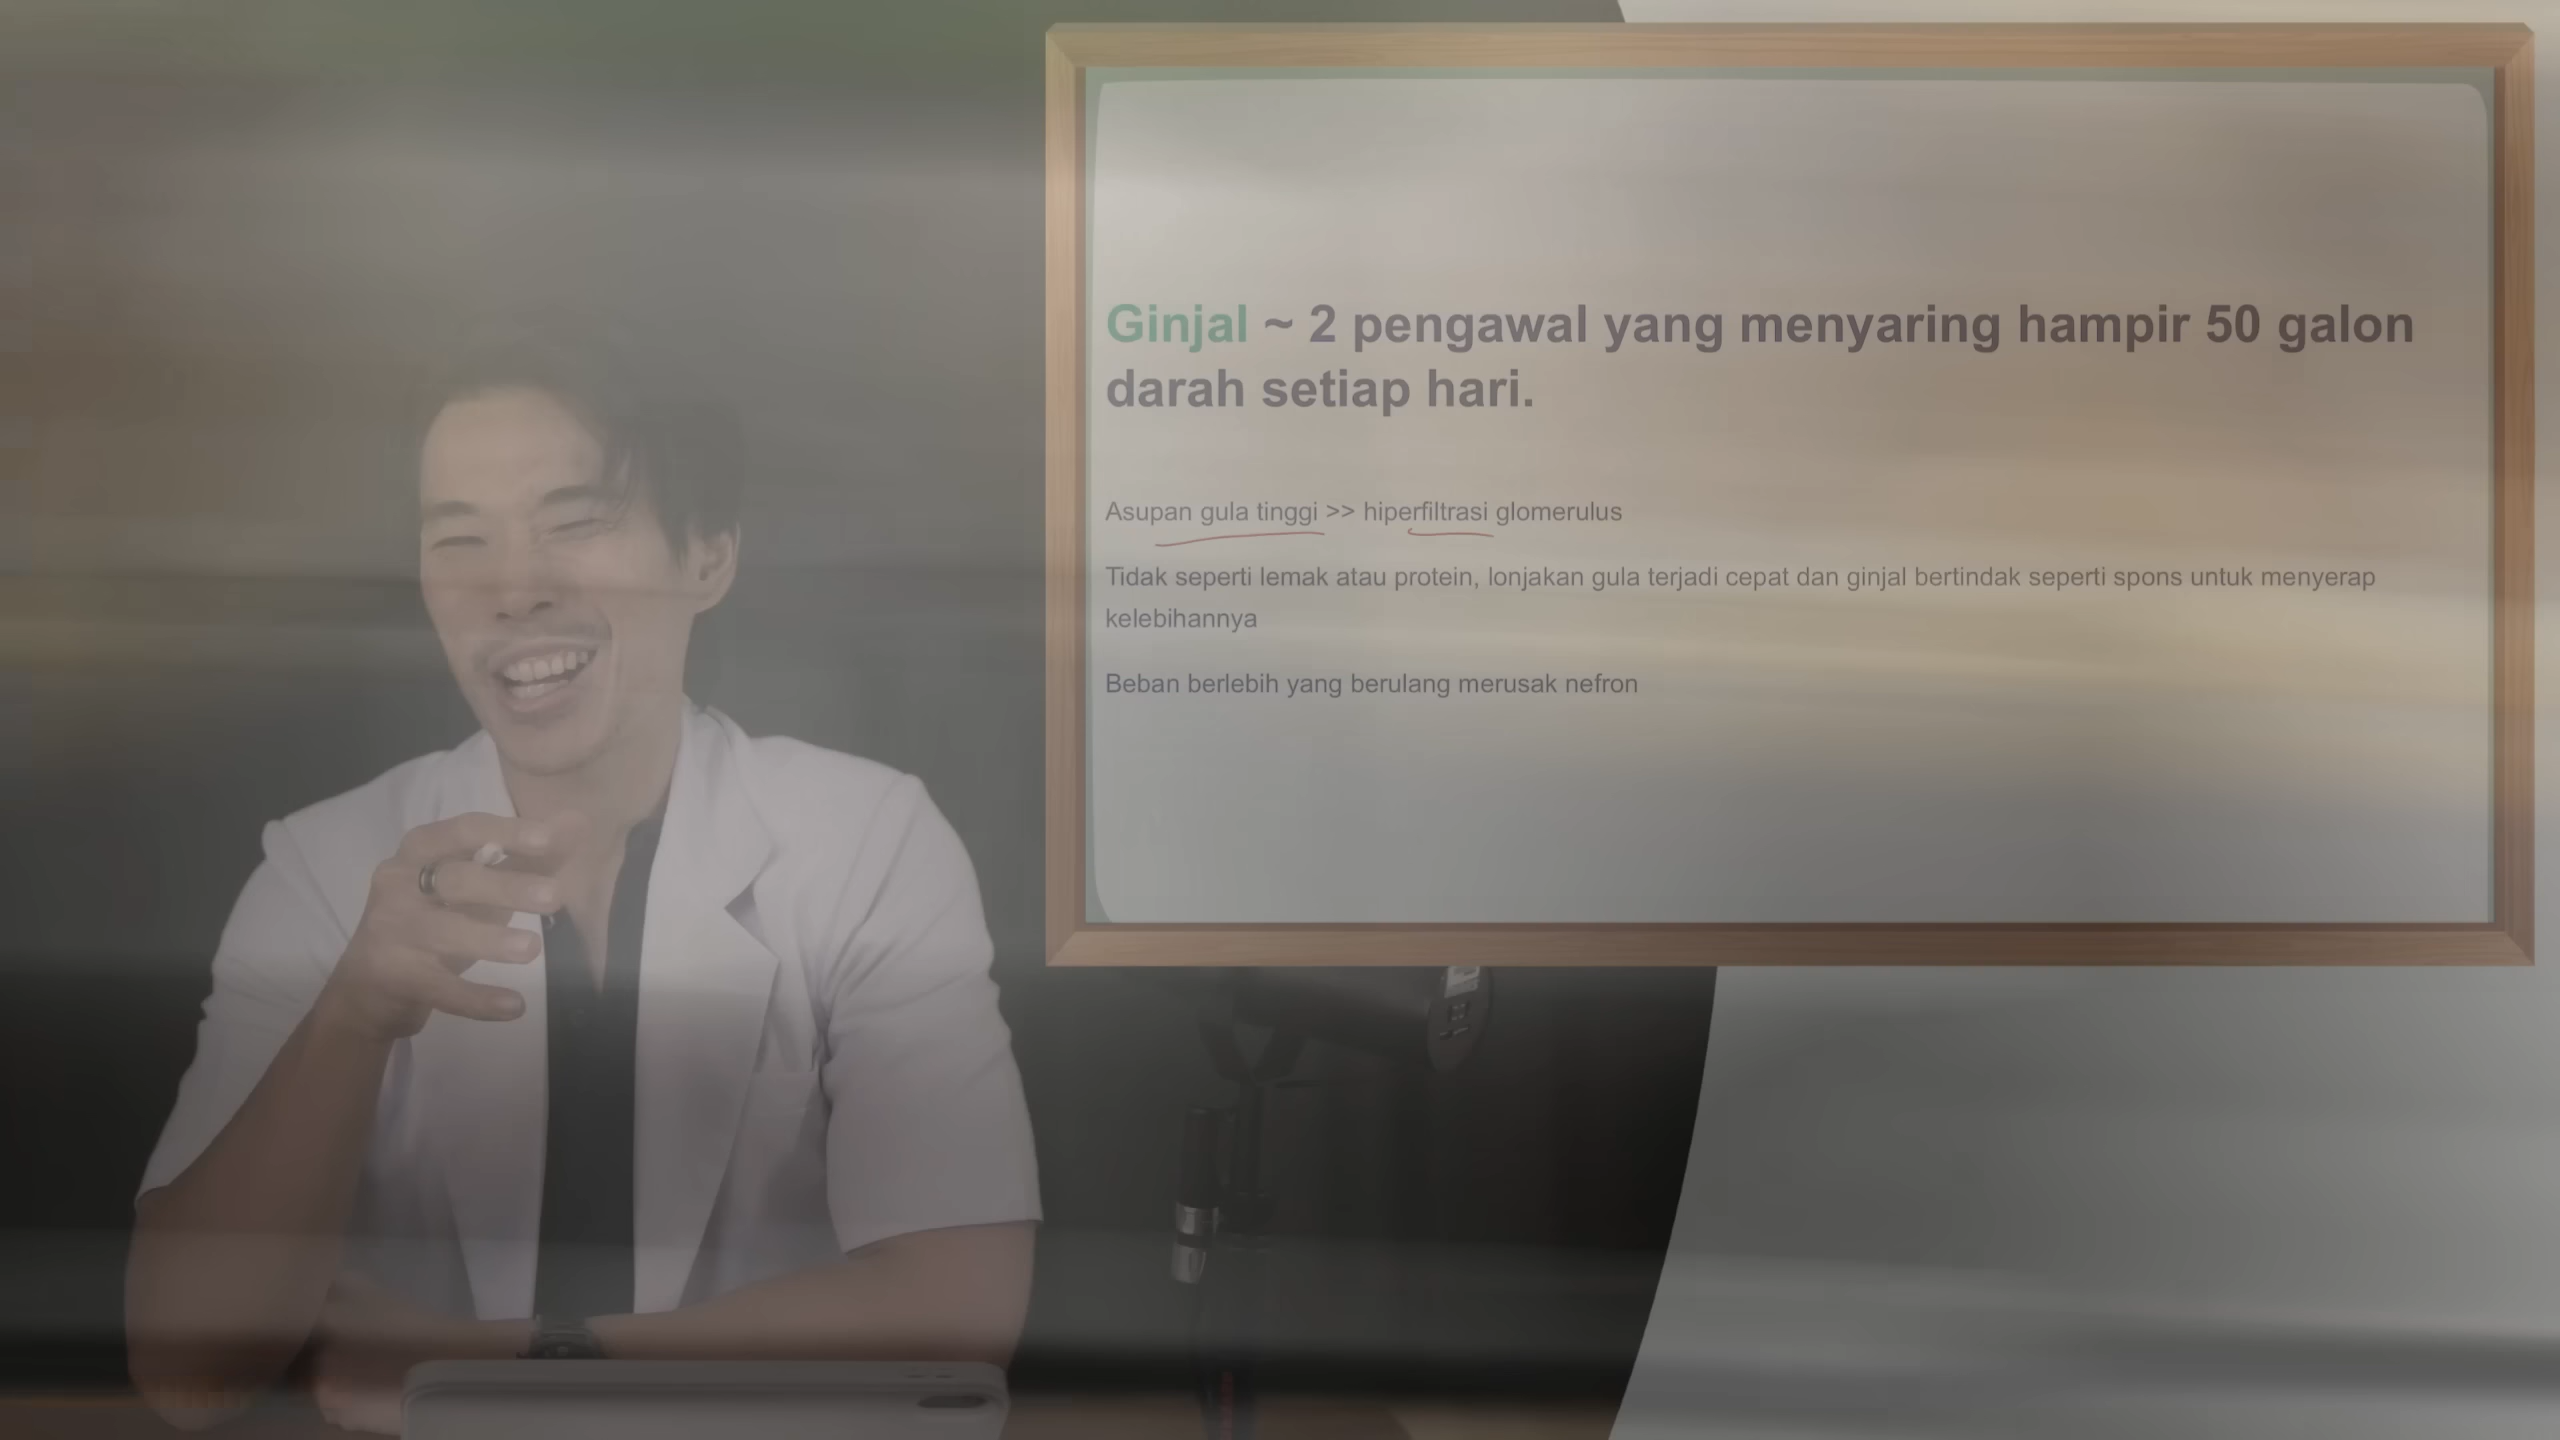 Ginjal ~ 2 pengawal yang menyaring hampir 50 galon
darah setiap hari.
Asupan gula tinggi >> hiperfiltrasi glomerulus
Tidak seperti lemak atau protein, lonjakan gula terjadi cepat dan ginjal bertindak seperti spons untuk menyerap
kelebihannya
Beban berlebih yang berulang merusak nefron